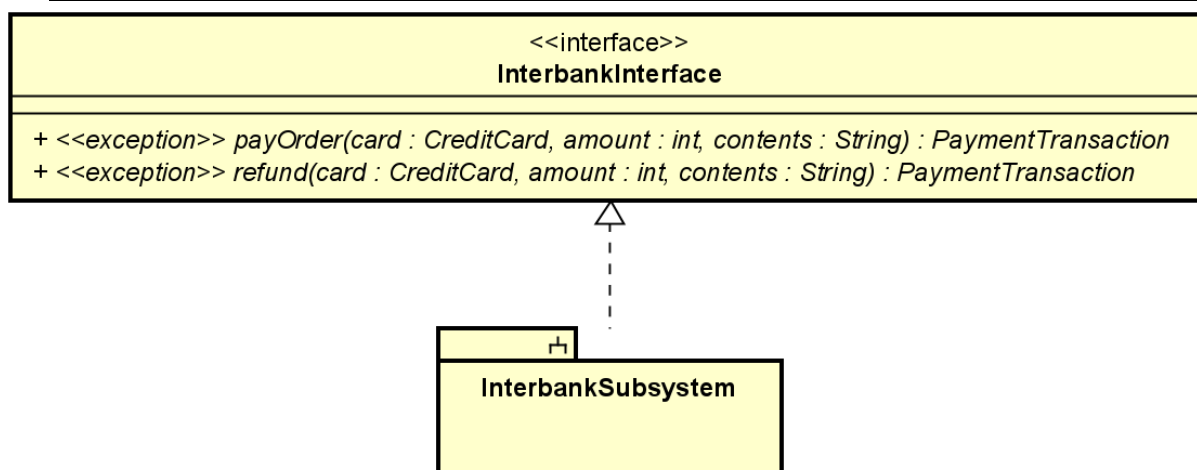 <<interface>>
InterbankInterface
+ <<exception>> payOrder(card : CreditCard, amount : int, contents : String) : PaymentTransaction
+ <<exception>> refund(card : CreditCard, amount : int, contents : String) : PaymentTransaction
InterbankSubsystem